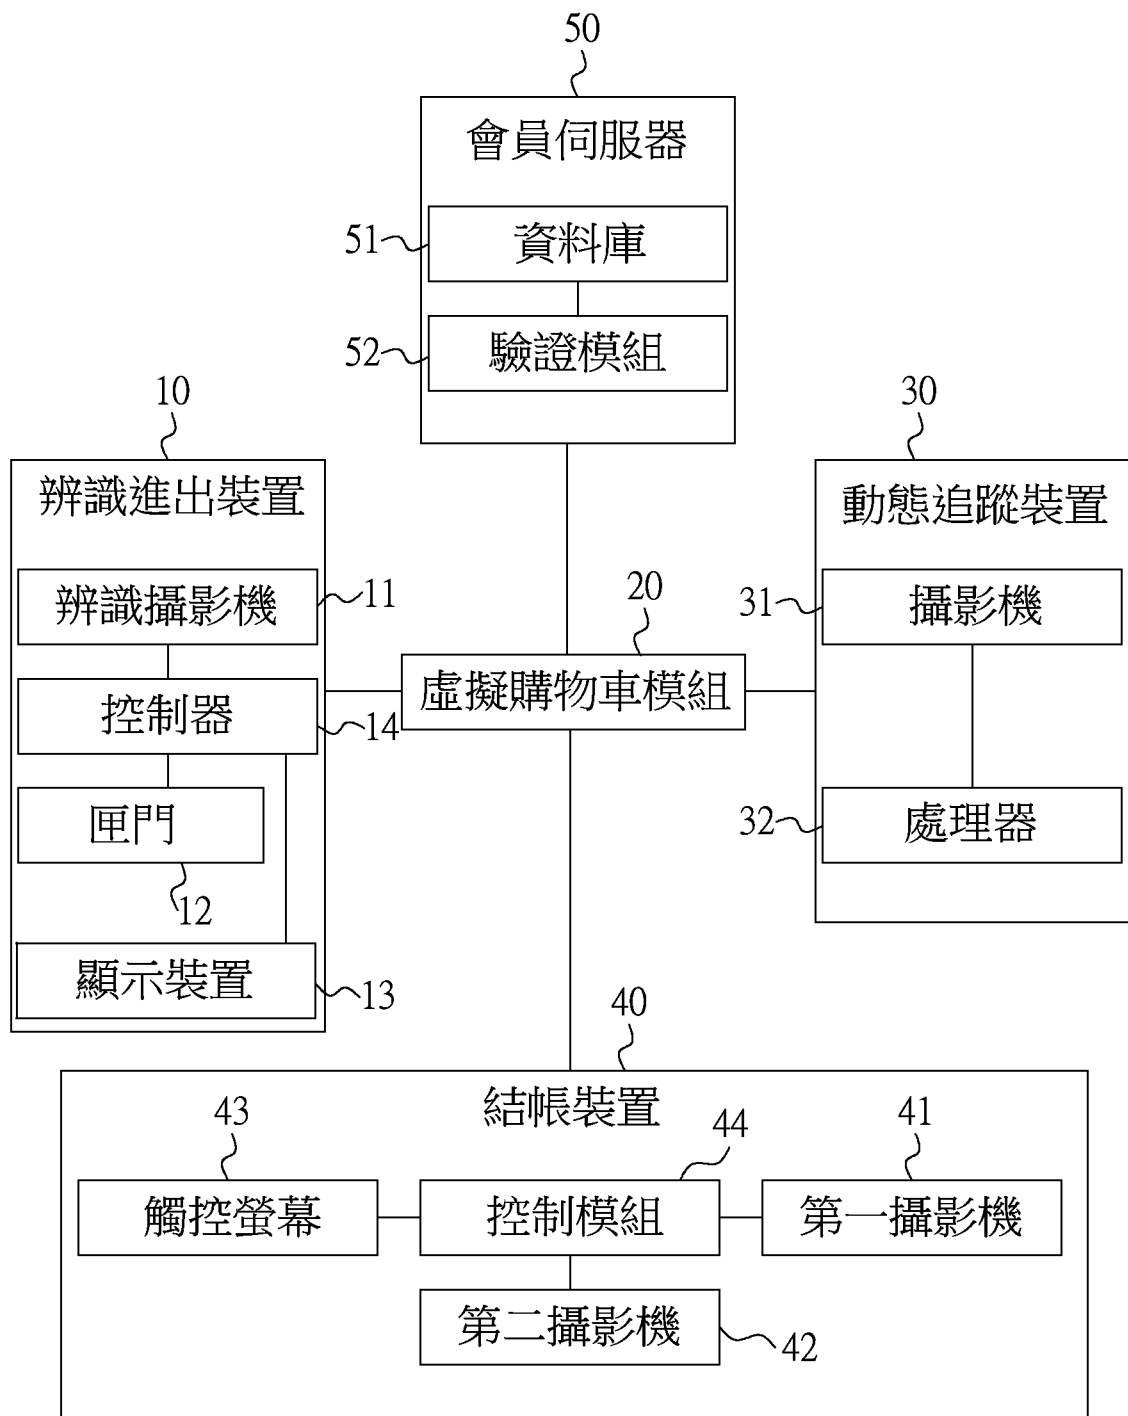 50
會員伺服器
51
資料庫
52
驗證模組
10
辨識進出裝置
辨識攝影機
11
控制器
14
匣門
12
顯示裝置
13
20
虛擬購物車模組
30
動態追蹤裝置
31
攝影機
32
處理器
40
結帳裝置
43
觸控螢幕
44
控制模組
41
第一攝影機
第二攝影機
42